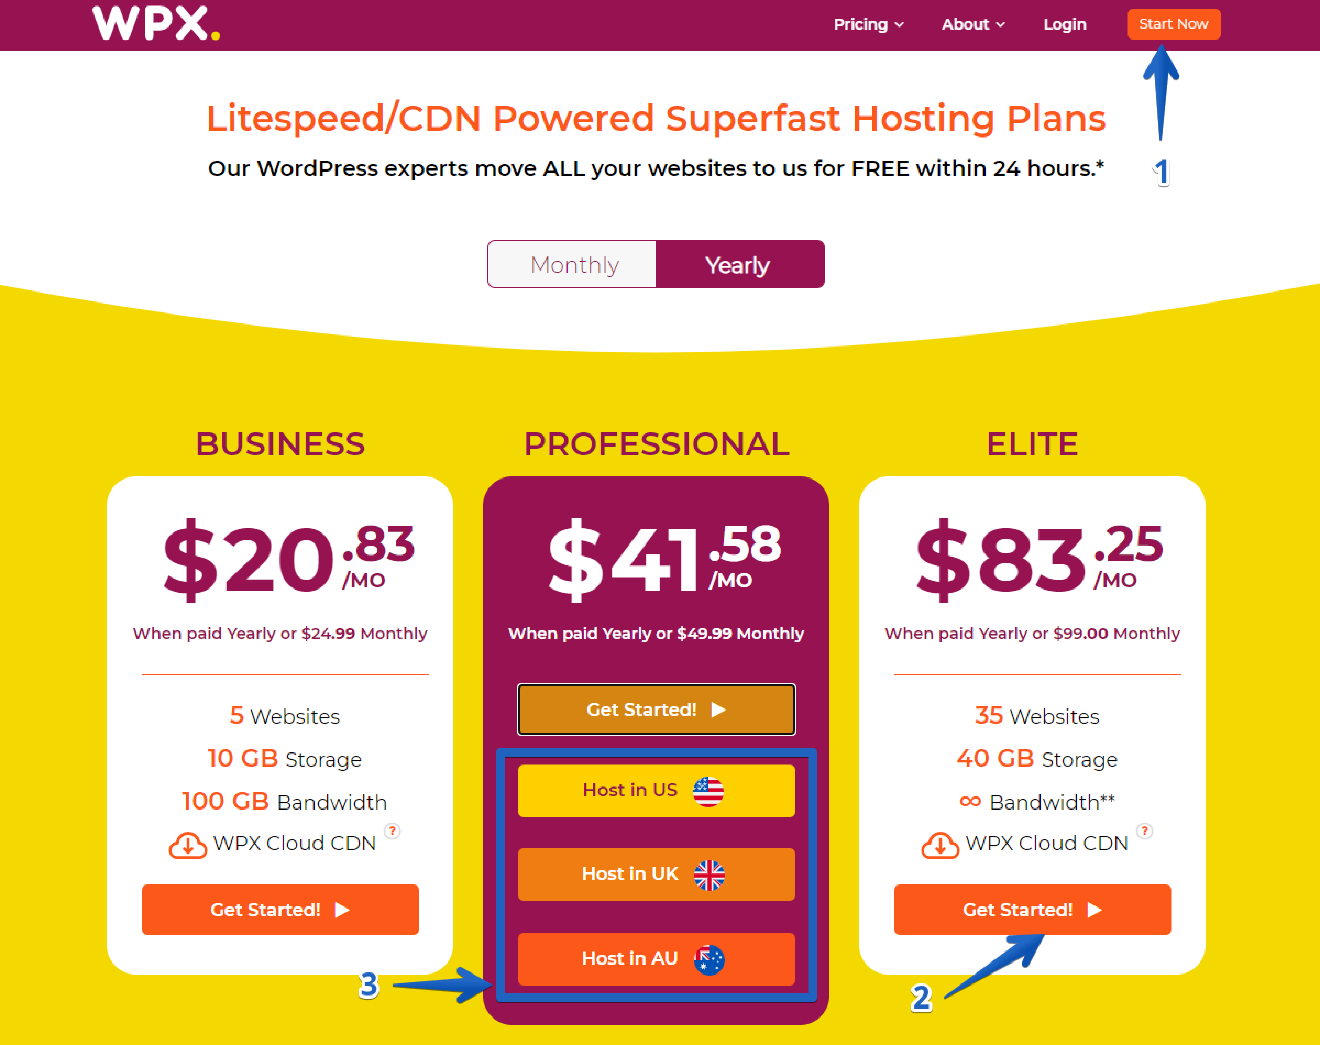 WPX.
Pricing About Login Start Now
1
Litespeed/CDN Powered Superfast Hosting Plans
Our WordPress experts move ALL your websites to us for FREE within 24 hours.*
Monthly Yearly
BUSINESS
$20.83/MO
When paid Yearly or $24.99 Monthly
5 Websites
10 GB Storage
100 GB Bandwidth
WPX Cloud CDN ?
Get Started!
PROFESSIONAL
$41.58/MO
When paid Yearly or $49.99 Monthly
Get Started!
Host in US
Host in UK
Host in AU
3
ELITE
$83.25/MO
When paid Yearly or $99.00 Monthly
35 Websites
40 GB Storage
∞ Bandwidth**
WPX Cloud CDN ?
Get Started!
2